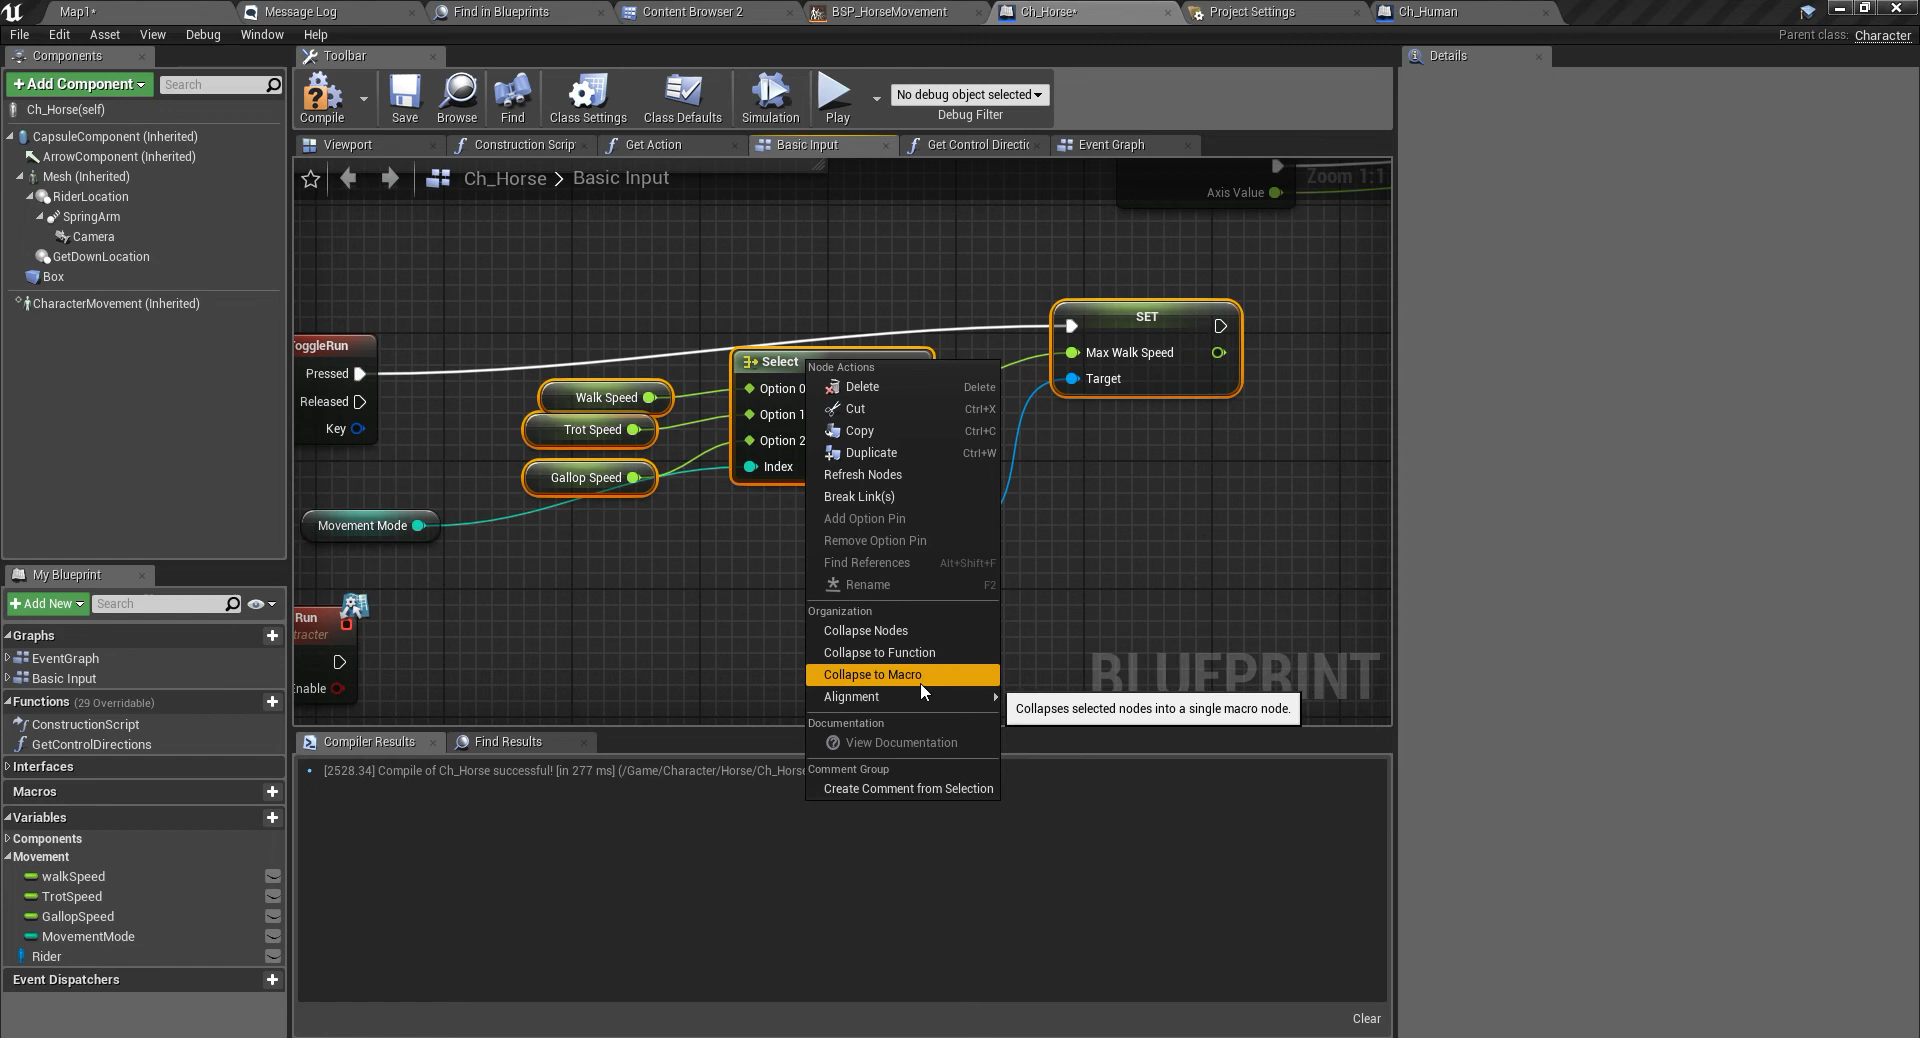 Map1*
Message Log
Find in Blueprints
Content Browser 2
BSP_HorseMovement
Ch_Horse*
Project Settings
Ch_Human
File Edit Asset View Debug Window Help
Parent class: Character
Components
+Add Component
Search
Ch_Horse(self)
CapsuleComponent (Inherited)
ArrowComponent (Inherited)
Mesh (Inherited)
RiderLocation
SpringArm
Camera
GetDownLocation
Box
CharacterMovement (Inherited)
My Blueprint
+Add New
Search
Graphs
EventGraph
Basic Input
Functions (29 Overridable)
ConstructionScript
GetControlDirections
Interfaces
Macros
Variables
Components
Movement
walkSpeed
TrotSpeed
GallopSpeed
MovementMode
Rider
Event Dispatchers
Toolbar
Compile
Save
Browse
Find
Class Settings
Class Defaults
Simulation
Play
No debug object selected
Debug Filter
Viewport
Construction Scrip
Get Action
Basic Input
Get Control Directic
Event Graph
Ch_Horse > Basic Input
Zoom 1:1
Axis Value
oggleRun
Pressed
Released
Key
Walk Speed
Trot Speed
Gallop Speed
Movement Mode
Select
Option 0
Option 1
Option 2
Index
SET
Max Walk Speed
Target
Run
racter
nable
BLUEPRINT
Node Actions
Delete Delete
Cut Ctrl+X
Copy Ctrl+C
Duplicate Ctrl+W
Refresh Nodes
Break Link(s)
Add Option Pin
Remove Option Pin
Find References Alt+Shift+F
Rename F2
Organization
Collapse Nodes
Collapse to Function
Collapse to Macro
Alignment
Documentation
View Documentation
Comment Group
Create Comment from Selection
Collapses selected nodes into a single macro node.
Compiler Results
Find Results
[2528.34] Compile of Ch_Horse successful! [in 277 ms] (/Game/Character/Horse/Ch_Horse
Clear
Details